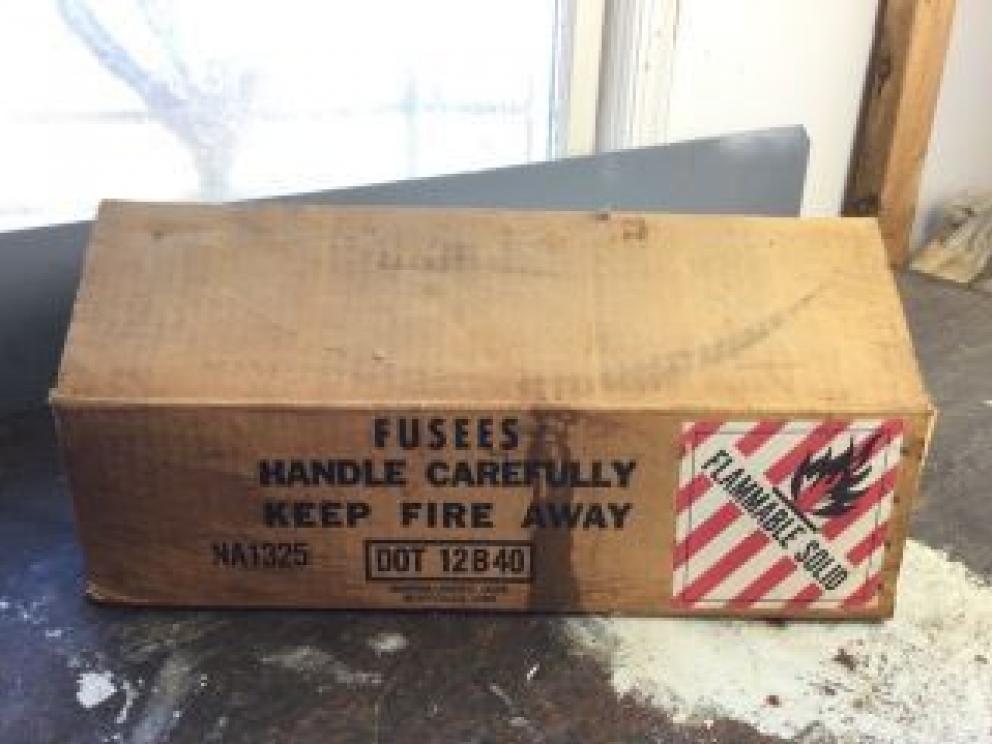 FUSEES
HANDLE CAREFULLY
KEEP FIRE AWAY
NA1325
DOT 12B40
FLAMMABLE SOLID